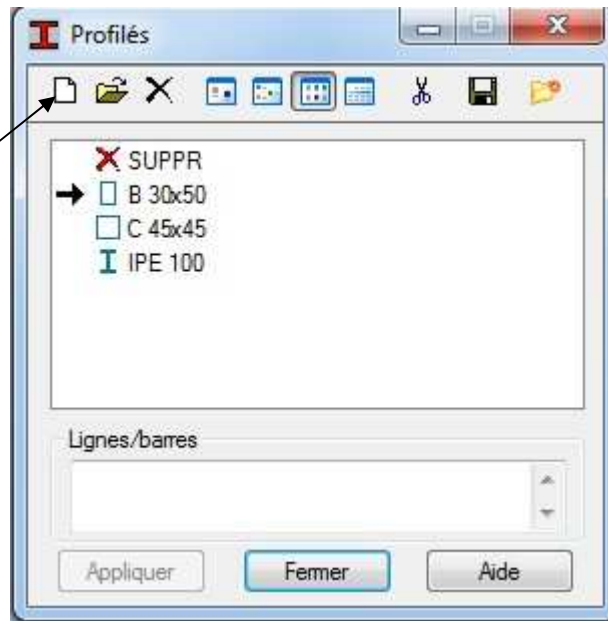 Profilés
SUPPR
B 30x50
C 45x45
IPE 100
Lignes/barres
Appliquer Fermer Aide